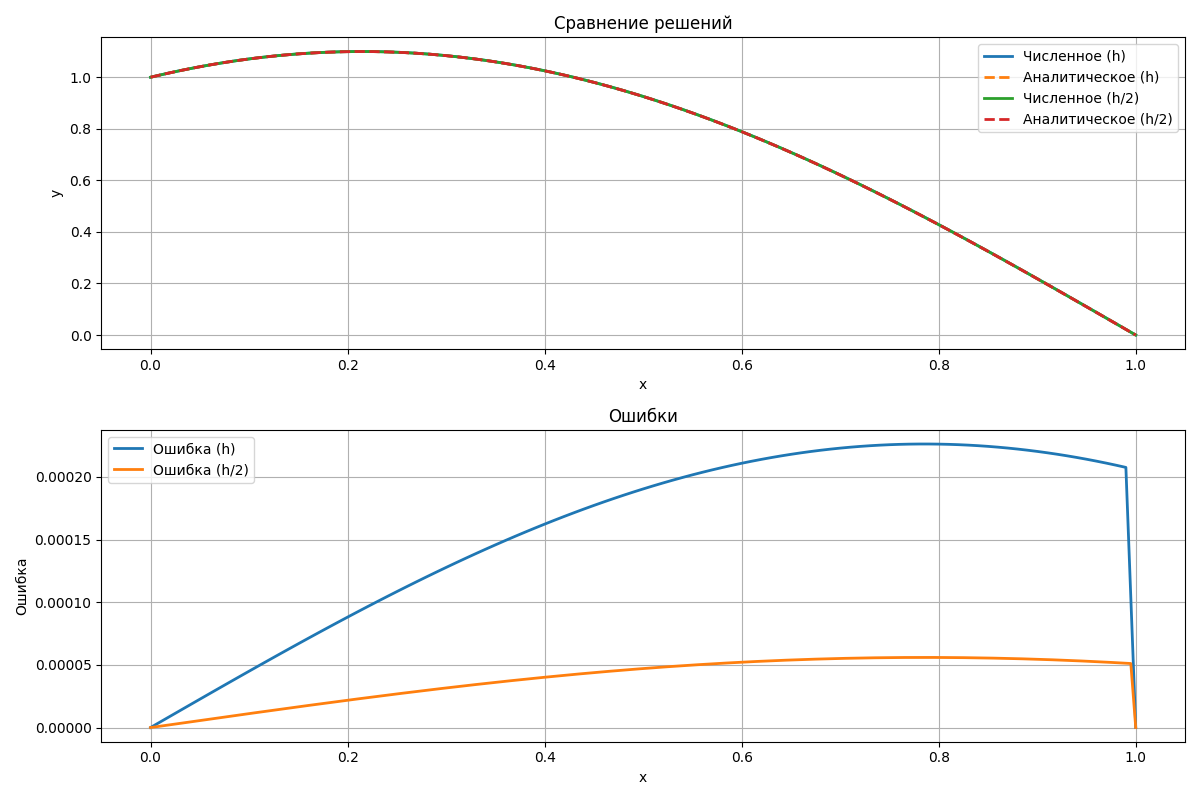 Сравнение решений
Численное (h)
Аналитическое (h)
Численное (h/2)
Аналитическое (h/2)
y
1.0
0.8
0.6
0.4
0.2
0.0
0.0 0.2 0.4 0.6 0.8 1.0
x
Ошибки
Ошибка (h)
Ошибка (h/2)
Ошибка
0.00020
0.00015
0.00010
0.00005
0.00000
0.0 0.2 0.4 0.6 0.8 1.0
x